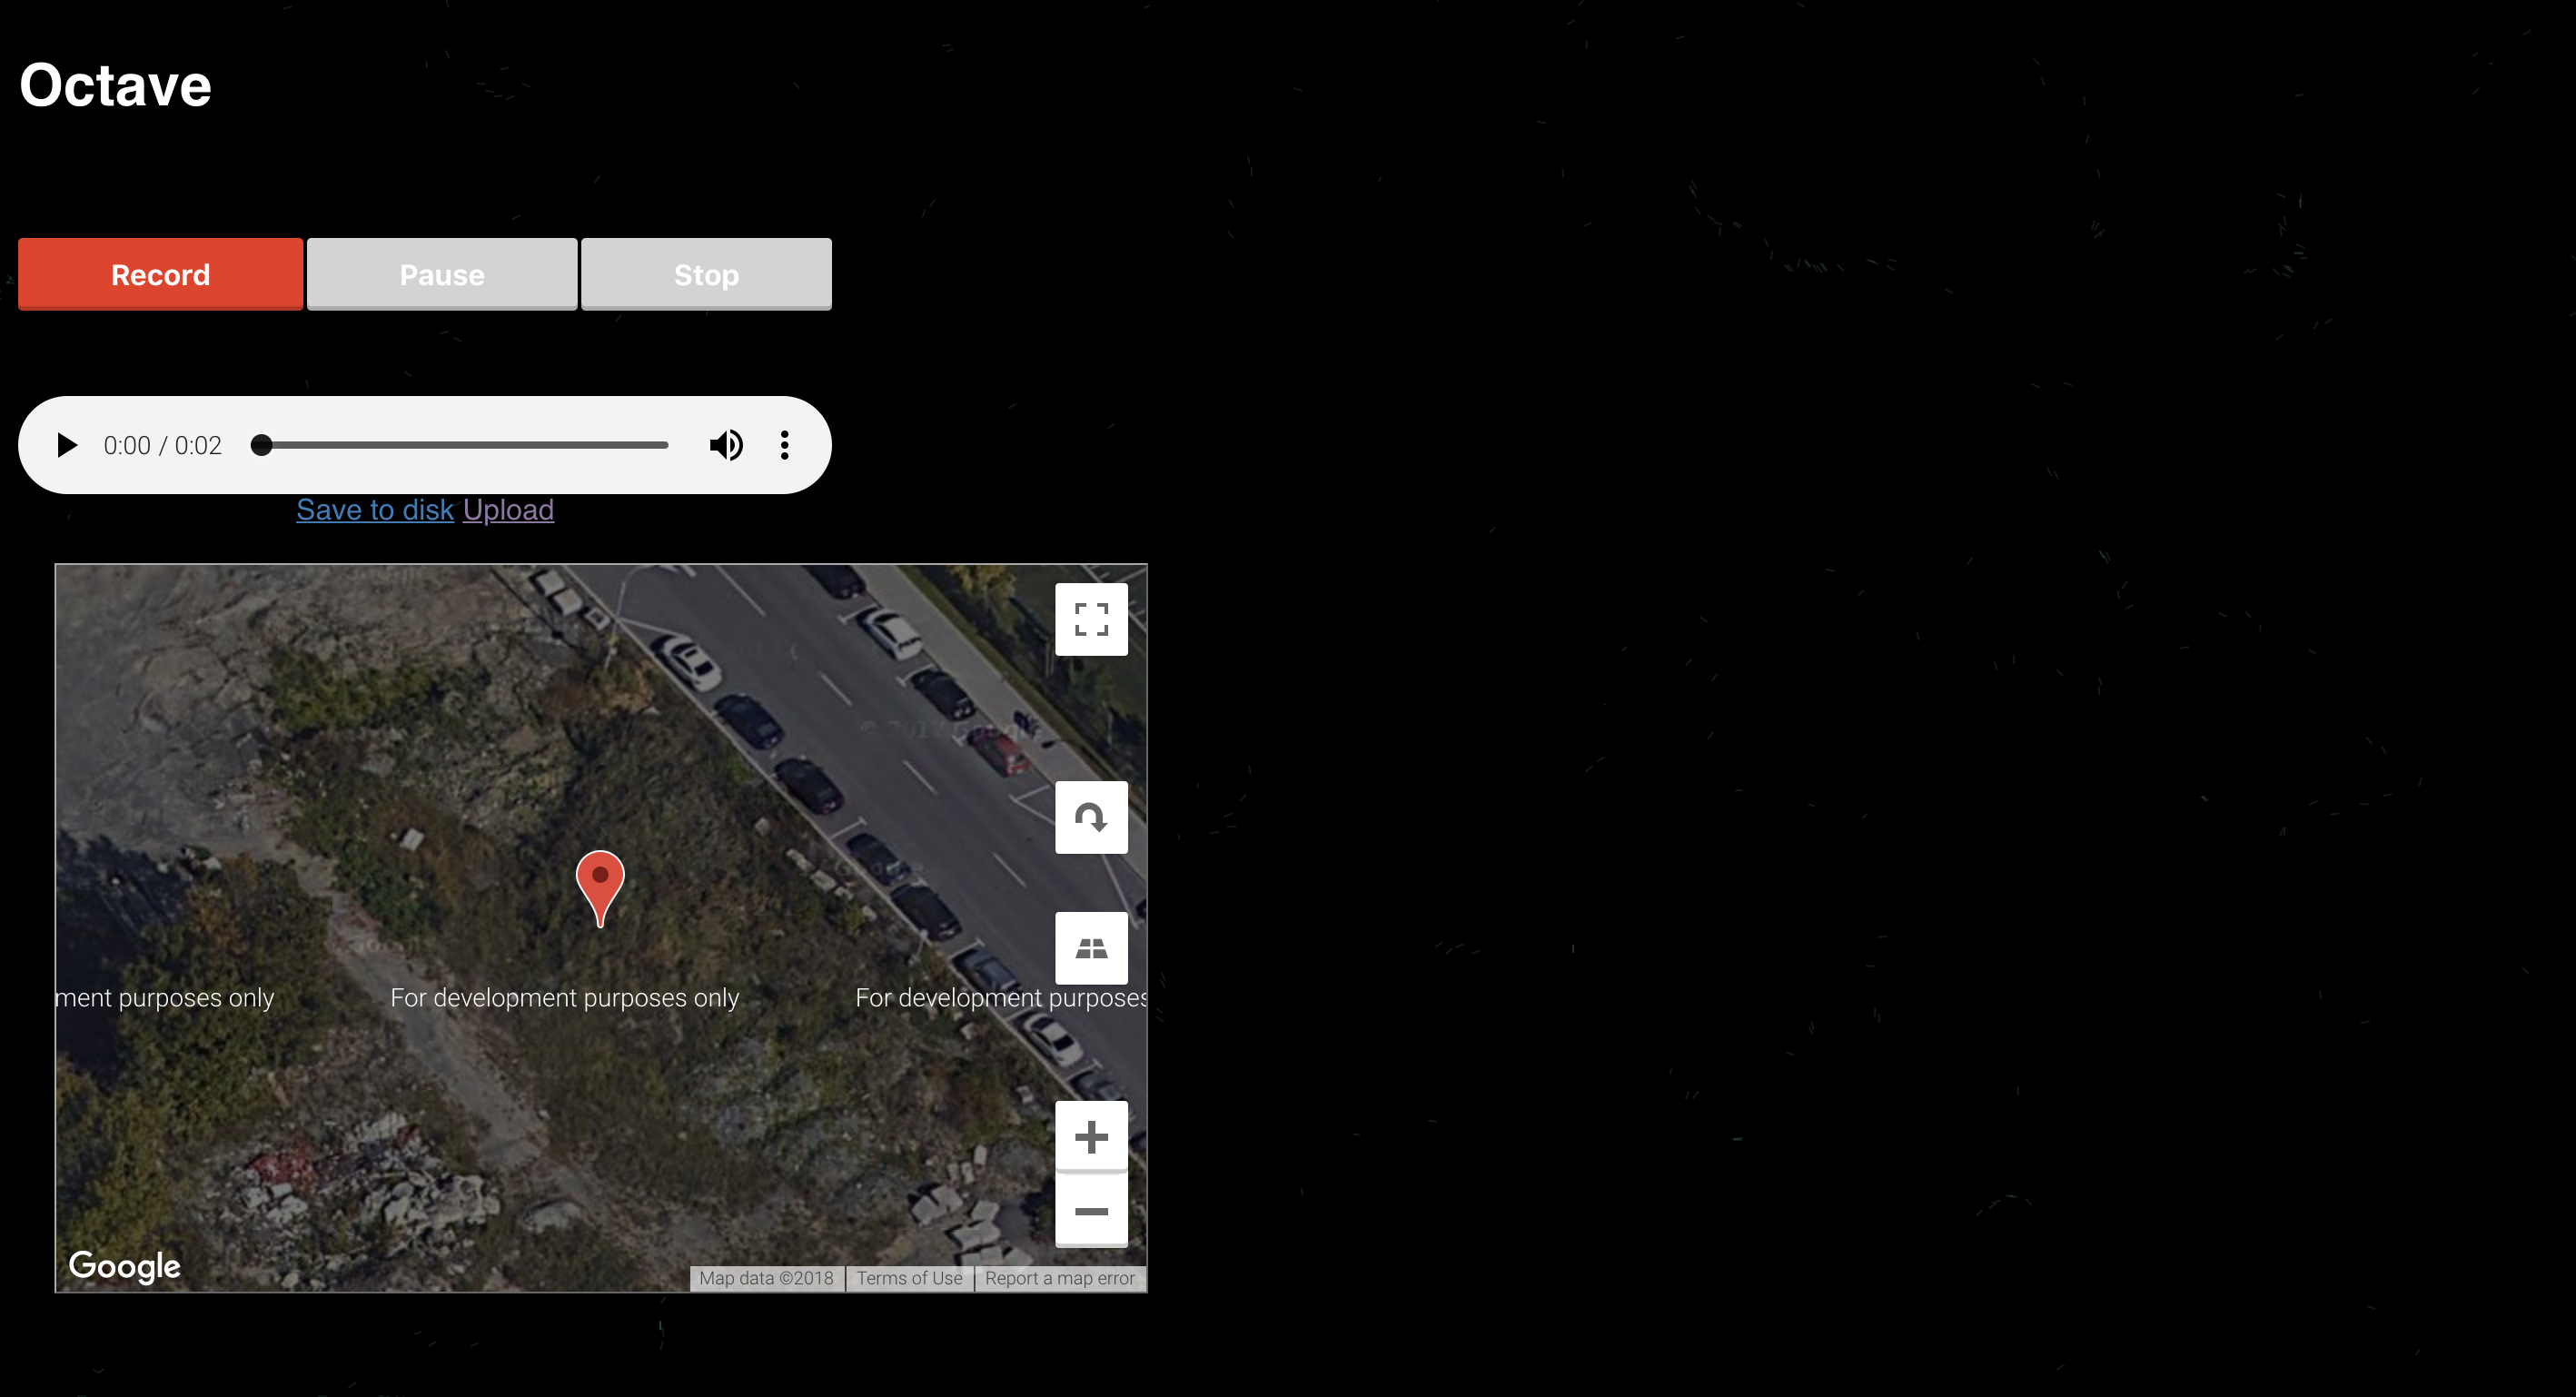 Octave
Record Pause Stop
0:00 / 0:02
Save to disk Upload
ment purposes only For development purposes only For development purposes
Google
Map data ©2018 Terms of Use Report a map error